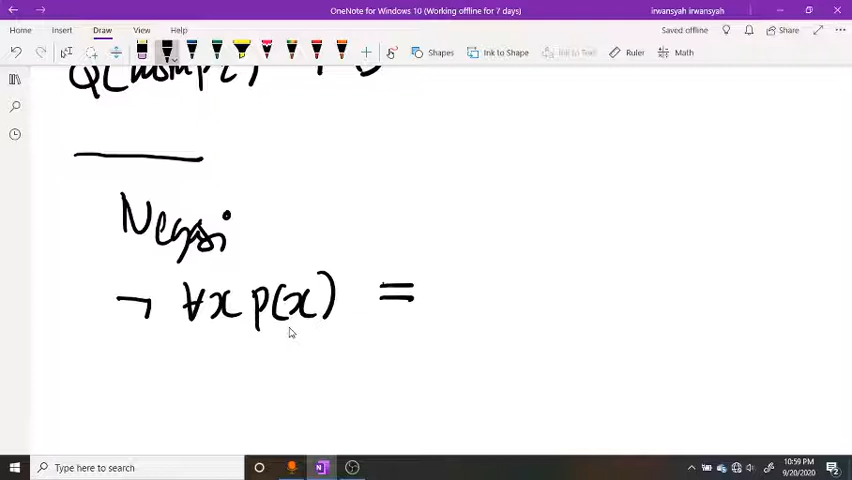 OneNote for Windows 10 (Working offline for 7 days)
irwansyah irwansyah
Home Insert Draw View Help
Saved offline Share
Shapes Ink to Shape Ink to Text Ruler Math
Negasi
¬ ∀x p(x) =
Type here to search
10:59 PM
9/20/2020
2